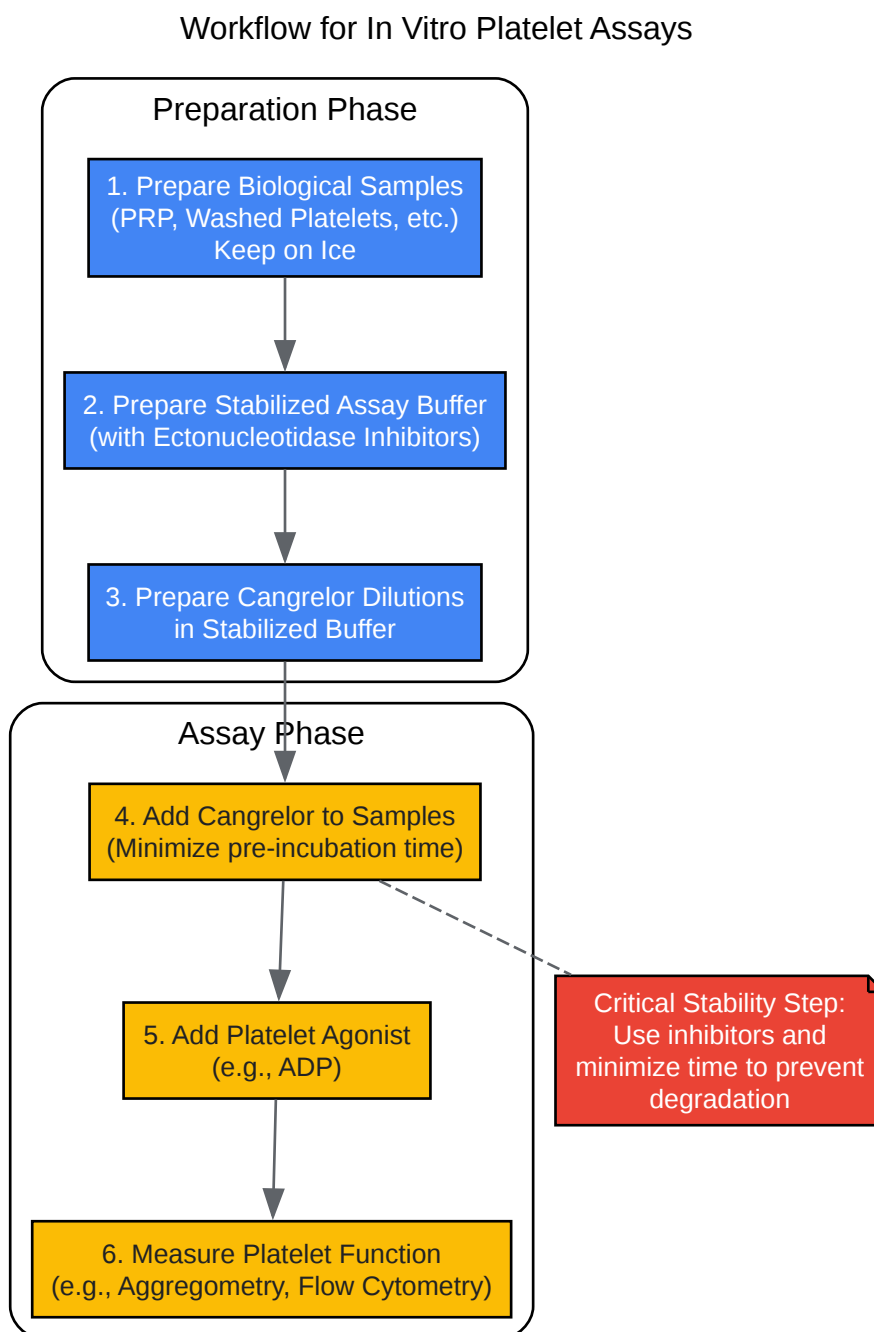 Workflow for In Vitro Platelet Assays
Preparation Phase
1. Prepare Biological Samples
(PRP, Washed Platelets, etc.)
Keep on Ice
2. Prepare Stabilized Assay Buffer
(with Ectonucleotidase Inhibitors)
3. Prepare Cangrelor Dilutions
in Stabilized Buffer
Assay Phase
4. Add Cangrelor to Samples
(Minimize pre-incubation time)
Critical Stability Step:
Use inhibitors and
minimize time to prevent
degradation
5. Add Platelet Agonist
(e.g., ADP)
6. Measure Platelet Function
(e.g., Aggregometry, Flow Cytometry)